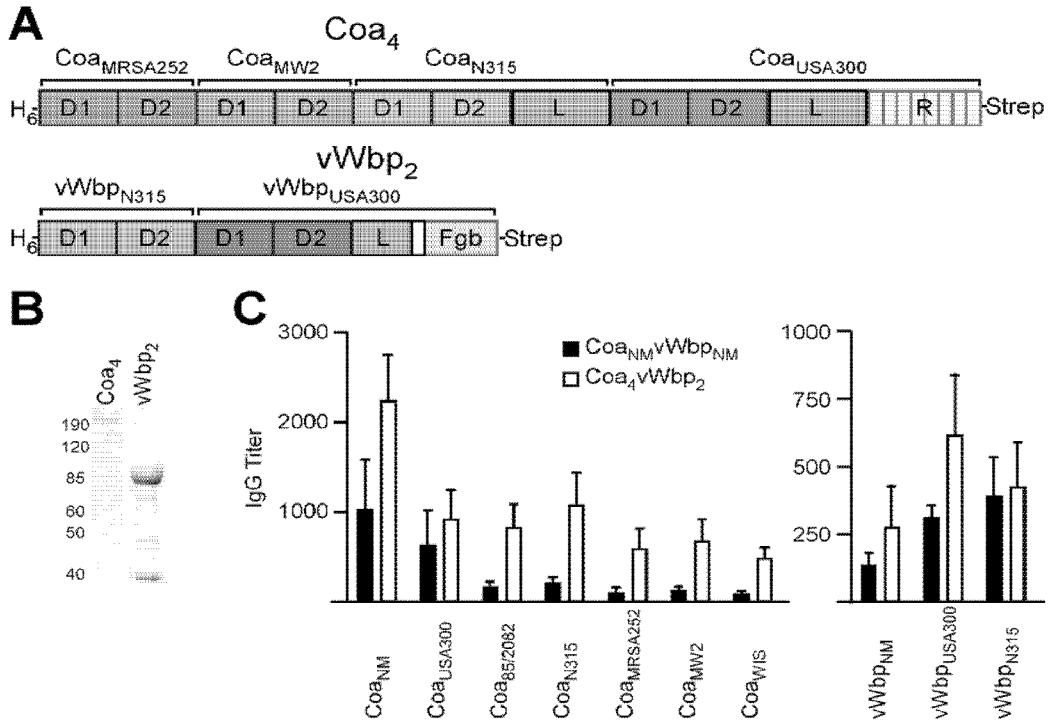 A
Coa4
CoaMRSA252 CoaMW2 CoaN315 CoaUSA300
H6- D1 D2 D1 D2 D1 D2 L D1 D2 L R -Strep
vWbp2
vWbpN315 vWbpUSA300
H6- D1 D2 D1 D2 L Fgb -Strep
B
Coa4 vWbp2
190
120
85
60
50
40
C
IgG Titer
3000
2000
1000
CoaNMvWbpNM
Coa4vWbp2
CoaNM CoaUSA300 Coa85/2082 CoaN315 CoaMRSA252 CoaMW2 CoaWIS
1000
750
500
250
vWbpNM vWbpUSA300 vWbpN315